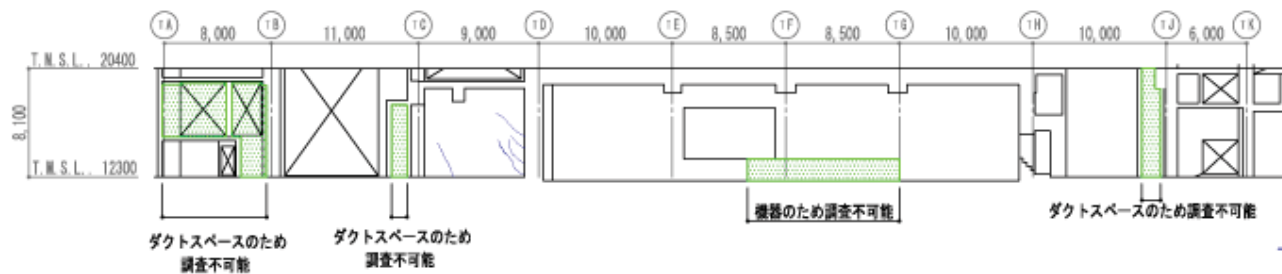 TA TB TC TD TE TF TG TH TJ TK
8,000 11,000 9,000 10,000 8,500 8,500 10,000 10,000 6,000
T.M.S.L.. 20400
8,100
T.M.S.L.. 12300
ダクトスペースのため
調査不可能
ダクトスペースのため
調査不可能
機器のため調査不可能
ダクトスペースのため調査不可能